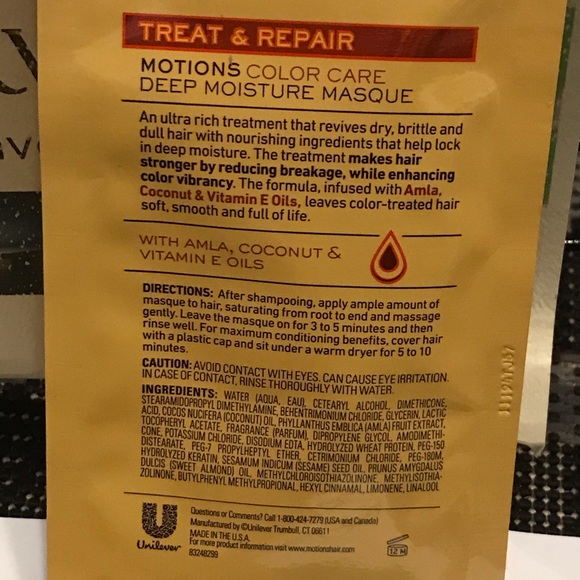 TREAT & REPAIR
MOTIONS COLOR CARE
DEEP MOISTURE MASQUE
An ultra rich treatment that revives dry, brittle and
dull hair with nourishing ingredients that help lock
in deep moisture. The treatment makes hair
stronger by reducing breakage, while enhancing
color vibrancy. The formula, infused with Amla,
Coconut & Vitamin E Oils, leaves color-treated hair
soft, smooth and full of life.
WITH AMLA, COCONUT &
VITAMIN E OILS
DIRECTIONS: After shampooing, apply ample amount of
masque to hair, saturating from root to end and massage
gently. Leave the masque on for 3 to 5 minutes and then
rinse well. For maximum conditioning benefits, cover hair
with a plastic cap and sit under a warm dryer for 5 to 10
minutes.
CAUTION: AVOID CONTACT WITH EYES. CAN CAUSE EYE IRRITATION.
IN CASE OF CONTACT, RINSE THOROUGHLY WITH WATER.
INGREDIENTS: WATER (AQUA, EAU), CETEARYL ALCOHOL, DIMETHICONE,
STEARAMIDOPROPYL DIMETHYLAMINE, BEHENTRIMONIUM CHLORIDE, GLYCERIN, LACTIC
ACID, COCOS NUCIFERA (COCONUT) OIL, PHYLLANTHUS EMBLICA (AMLA) FRUIT EXTRACT,
TOCOPHERYL ACETATE, FRAGRANCE (PARFUM), DIPROPYLENE GLYCOL, AMODIMETHI-
CONE, POTASSIUM CHLORIDE, DISODIUM EDTA, HYDROLYZED WHEAT PROTEIN, PEG-150
DISTEARATE, PEG-7 PROPYLHEPTYL ETHER, CETRIMONIUM CHLORIDE, PEG-180M,
HYDROLYZED KERATIN, SESAMUM INDICUM (SESAME) SEED OIL, PRUNUS AMYGDALUS
DULCIS (SWEET ALMOND) OIL, METHYLCHLOROISOTHIAZOLINONE, METHYLISOTHIA-
ZOLINONE, BUTYLPHENYL METHYLPROPIONAL, HEXYL CINNAMAL, LIMONENE, LINALOOL
Unilever
Questions or Comments? Call 1-800-424-7279 (USA and Canada)
Manufactured by ©Unilever Trumbull, CT 06611
MADE IN THE U.S.A.
For more product information visit www.motionshair.com
83248299
12 M